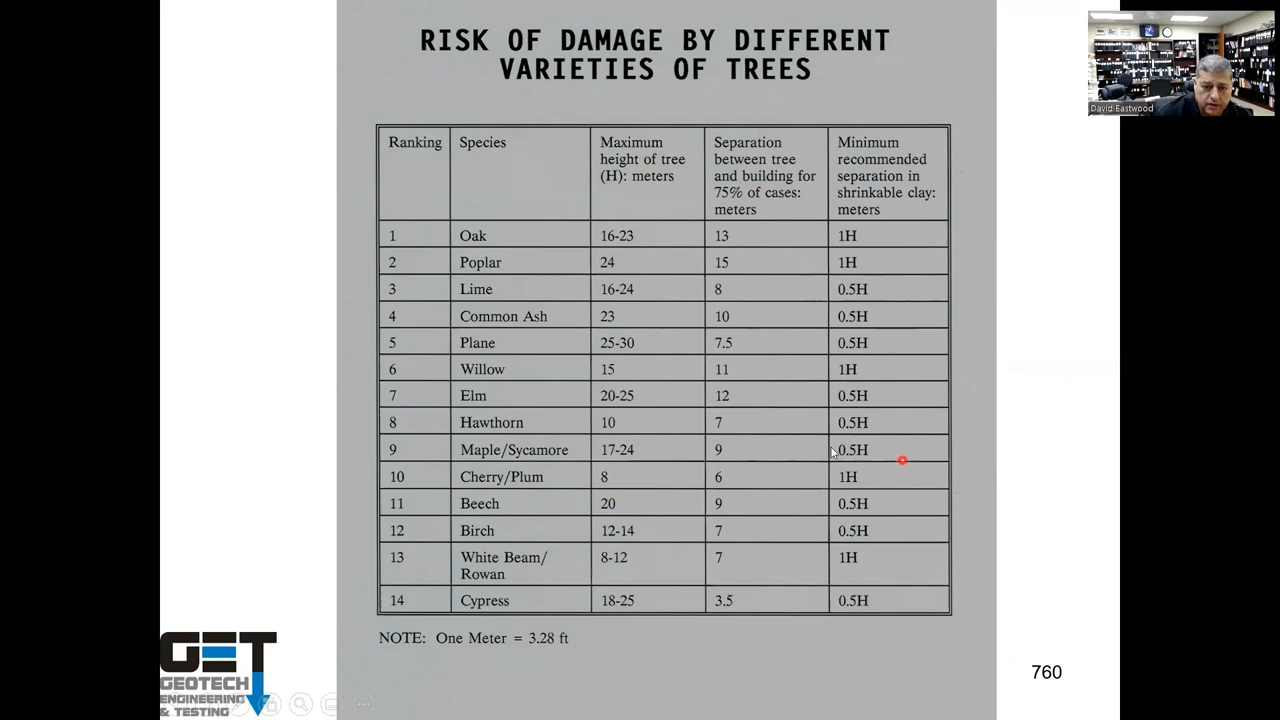 RISK OF DAMAGE BY DIFFERENT
VARIETIES OF TREES
David Eastwood
Ranking Species Maximum height of tree (H): meters Separation between tree and building for 75% of cases: meters Minimum recommended separation in shrinkable clay: meters
1 Oak 16-23 13 1H
2 Poplar 24 15 1H
3 Lime 16-24 8 0.5H
4 Common Ash 23 10 0.5H
5 Plane 25-30 7.5 0.5H
6 Willow 15 11 1H
7 Elm 20-25 12 0.5H
8 Hawthorn 10 7 0.5H
9 Maple/Sycamore 17-24 9 0.5H
10 Cherry/Plum 8 6 1H
11 Beech 20 9 0.5H
12 Birch 12-14 7 0.5H
13 White Beam/ Rowan 8-12 7 1H
14 Cypress 18-25 3.5 0.5H
NOTE: One Meter = 3.28 ft
GET
GEOTECH
ENGINEERING
& TESTING
760